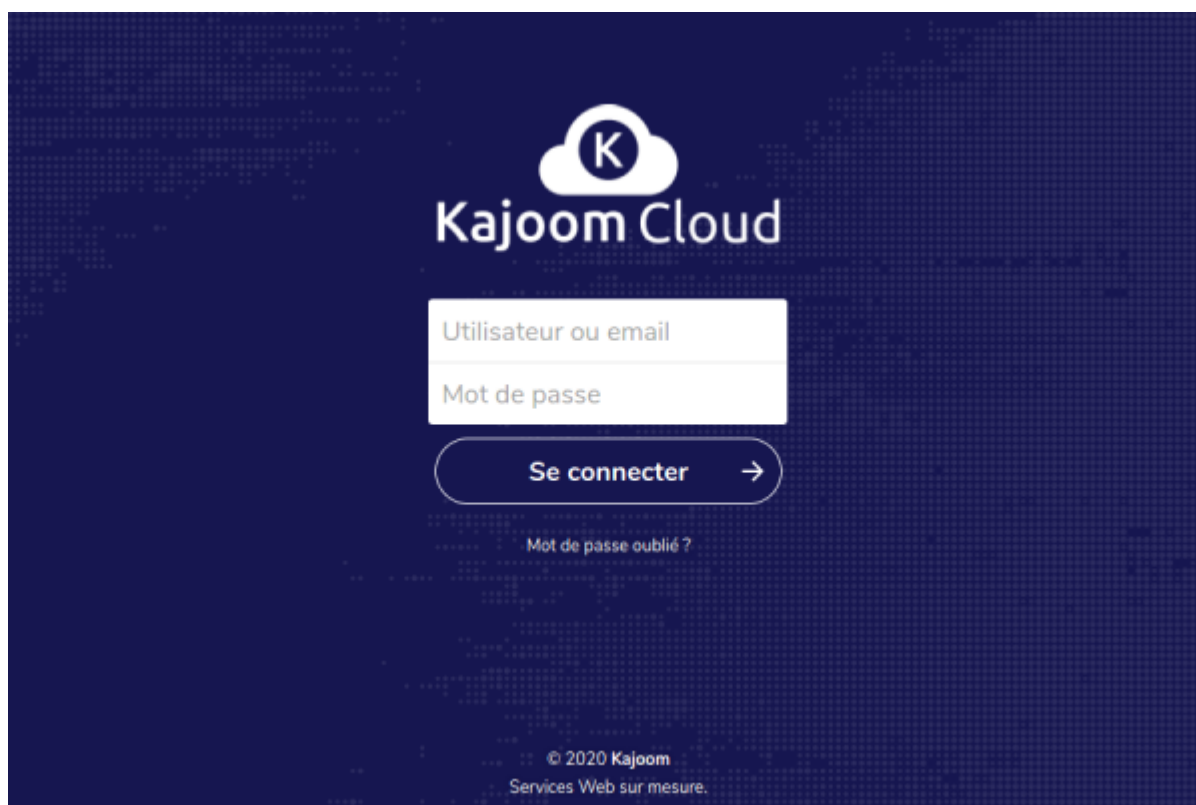 K
Kajoom Cloud
Utilisateur ou email
Mot de passe
Se connecter →
Mot de passe oublié ?
© 2020 Kajoom
Services Web sur mesure.